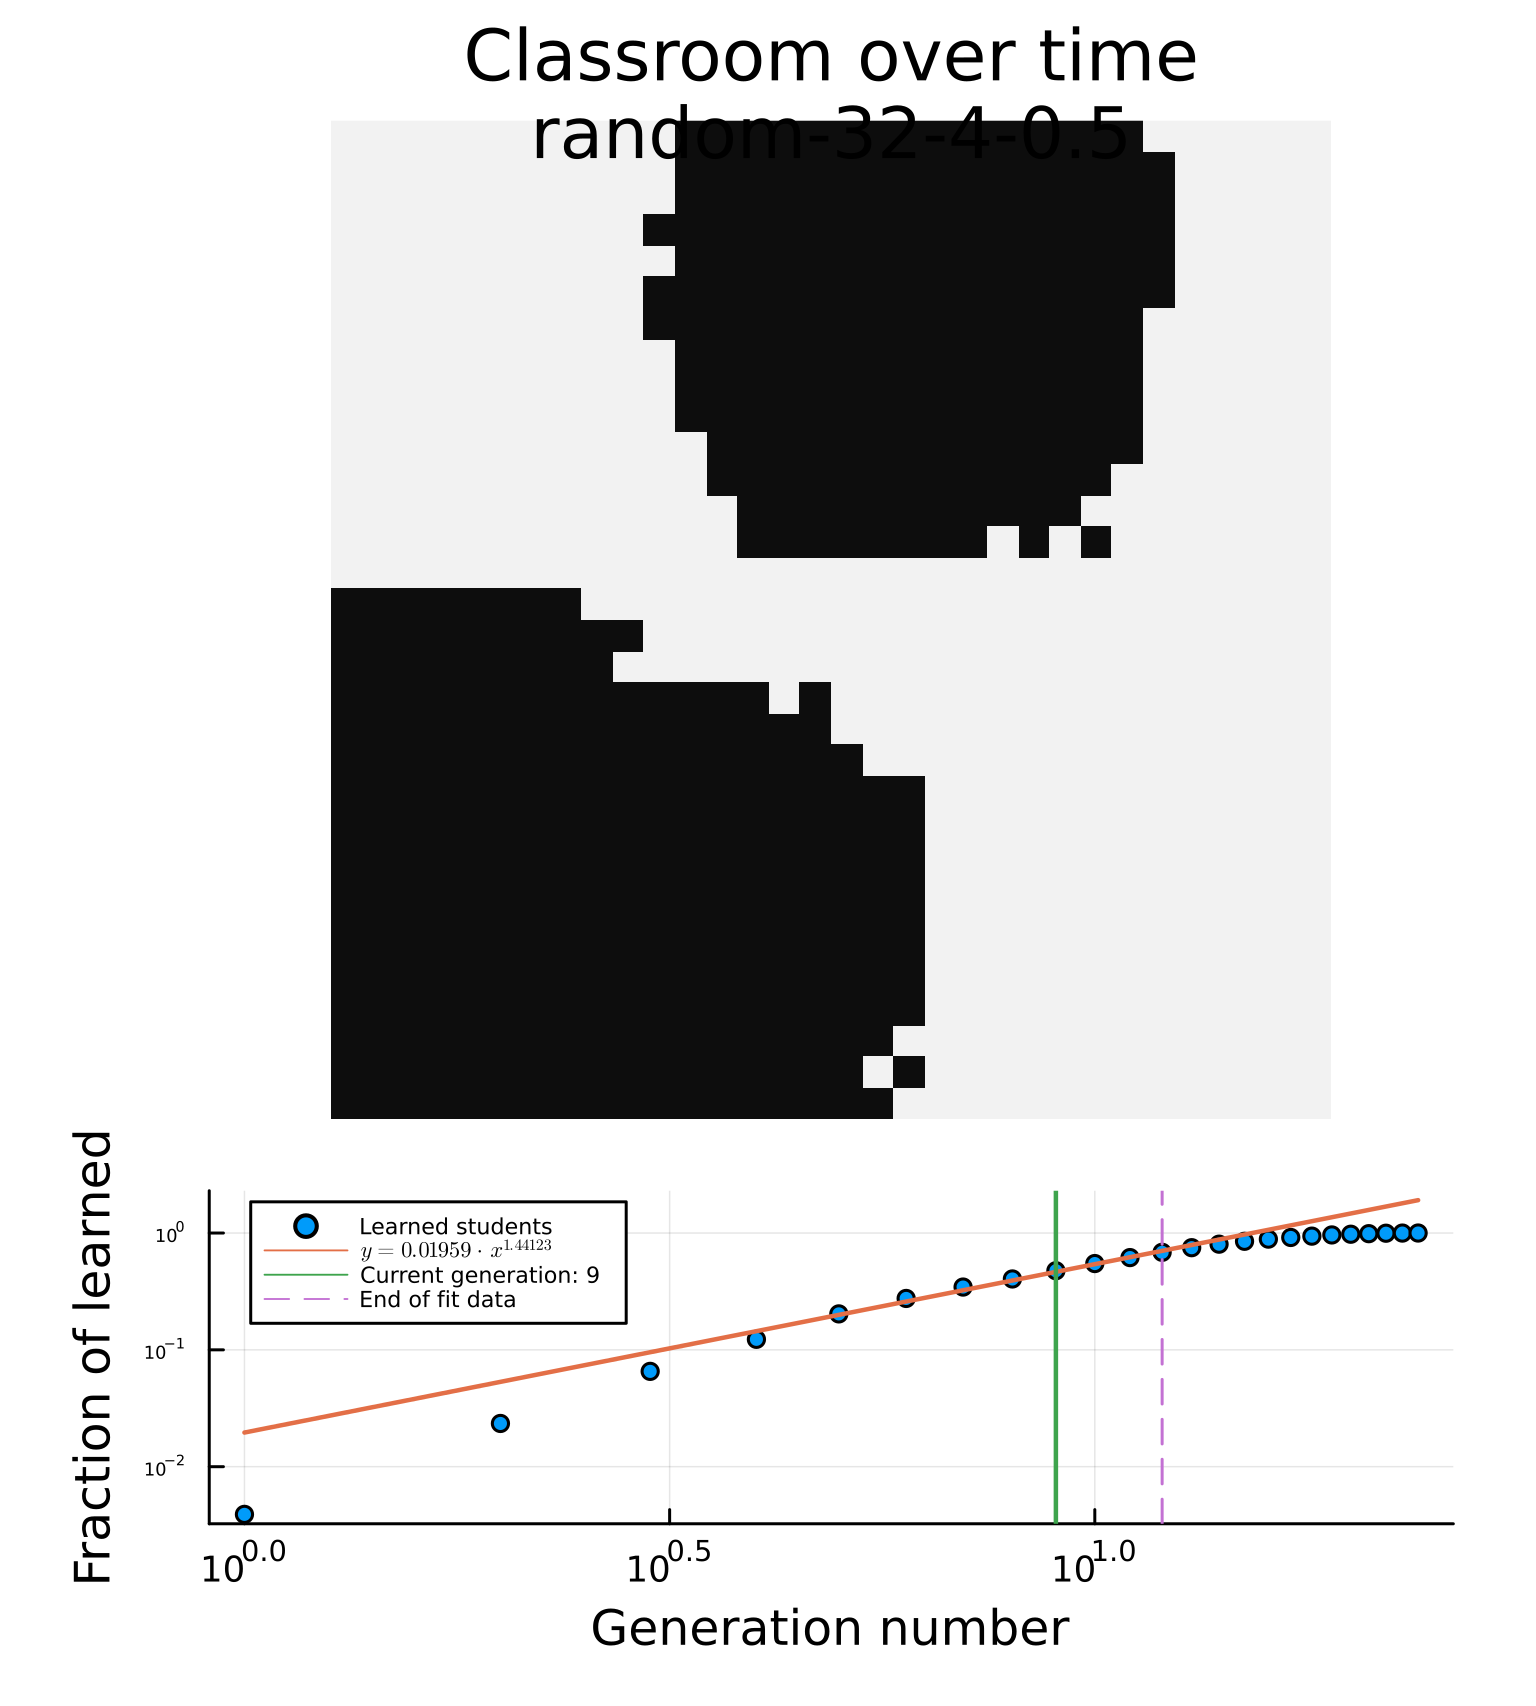 Classroom over time
random-32-4-0.5
Fraction of learned
10⁰
10⁻¹
10⁻²
Learned students
y = 0.01959 · x^1.44123
Current generation: 9
End of fit data
10^0.0
10^0.5
10^1.0
Generation number